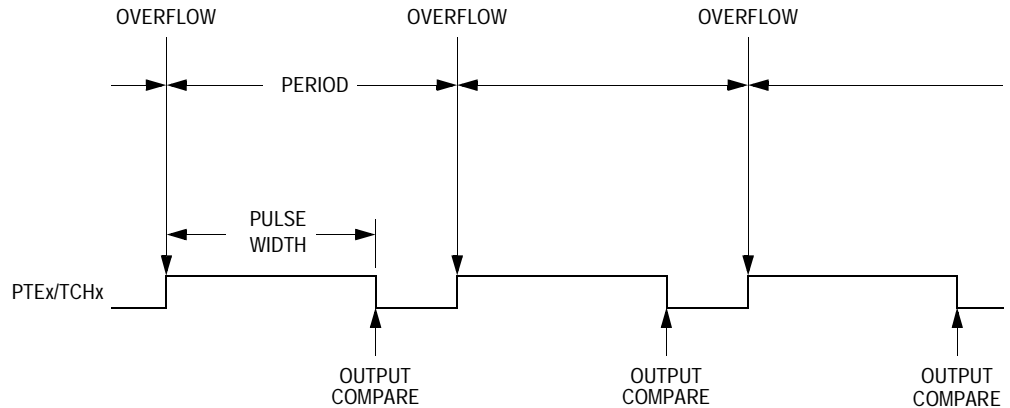 OVERFLOW
OVERFLOW
OVERFLOW
PERIOD
PULSE
WIDTH
PTEx/TCHx
OUTPUT
COMPARE
OUTPUT
COMPARE
OUTPUT
COMPARE